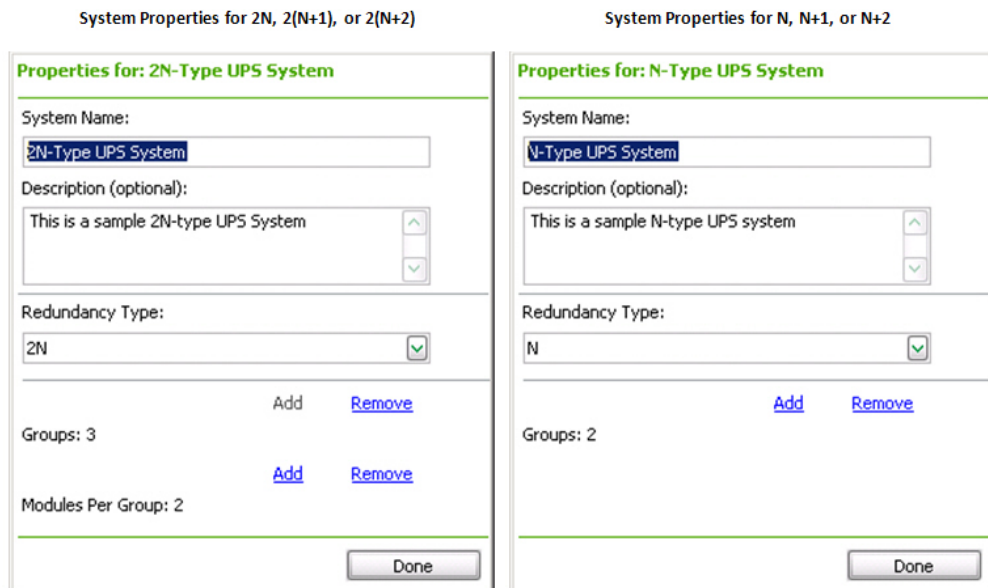 System Properties for 2N, 2(N+1), or 2(N+2)
Properties for: 2N-Type UPS System
System Name:
2N-Type UPS System
Description (optional):
This is a sample 2N-type UPS System
Redundancy Type:
2N
Add Remove
Groups: 3
Add Remove
Modules Per Group: 2
Done
System Properties for N, N+1, or N+2
Properties for: N-Type UPS System
System Name:
N-Type UPS System
Description (optional):
This is a sample N-type UPS system
Redundancy Type:
N
Add Remove
Groups: 2
Done